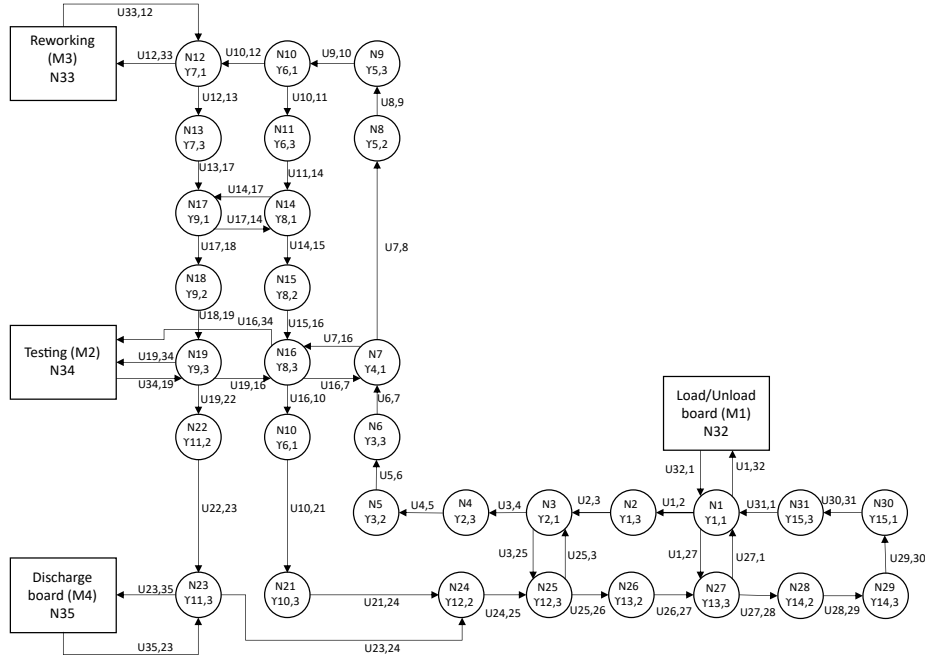 U33,12
Reworking
(M3)
N33
U12,33
N12
Y7,1
U10,12
N10
Y6,1
U9,10
N9
Y5,3
U12,13
U10,11
U8,9
N13
Y7,3
N11
Y6,3
N8
Y5,2
U13,17
U11,14
U14,17
N17
Y9,1
N14
Y8,1
U17,14
U17,18
U14,15
U7,8
N18
Y9,2
N15
Y8,2
U18,19
U16,34
U15,16
U7,16
Testing (M2)
N34
U19,34
N19
Y9,3
N16
Y8,3
N7
Y4,1
U34,19
U19,16
U16,7
U19,22
U16,10
U6,7
Load/Unload
board (M1)
N32
N22
Y11,2
N10
Y6,1
N6
Y3,3
U32,1
U1,32
U5,6
U22,23
U10,21
N5
Y3,2
U4,5
N4
Y2,3
U3,4
N3
Y2,1
U2,3
N2
Y1,3
U1,2
N1
Y1,1
U31,1
N31
Y15,3
U30,31
N30
Y15,1
U3,25
U25,3
U1,27
U27,1
U29,30
Discharge
board (M4)
N35
U23,35
N23
Y11,3
N21
Y10,3
U21,24
N24
Y12,2
U24,25
N25
Y12,3
U25,26
N26
Y13,2
U26,27
N27
Y13,3
U27,28
N28
Y14,2
U28,29
N29
Y14,3
U35,23
U23,24